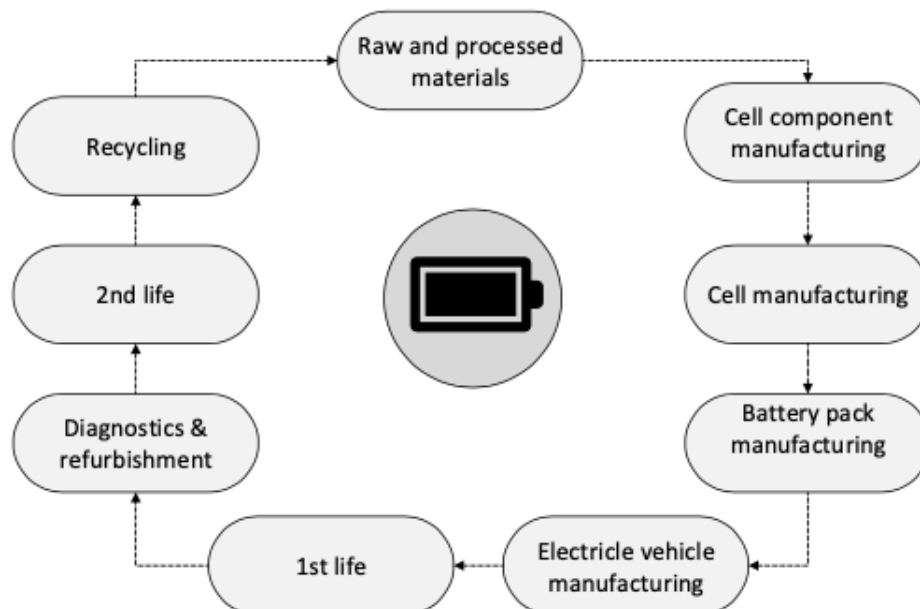 Raw and processed
materials
Cell component
manufacturing
Cell manufacturing
Battery pack
manufacturing
Electricle vehicle
manufacturing
1st life
Diagnostics &
refurbishment
2nd life
Recycling